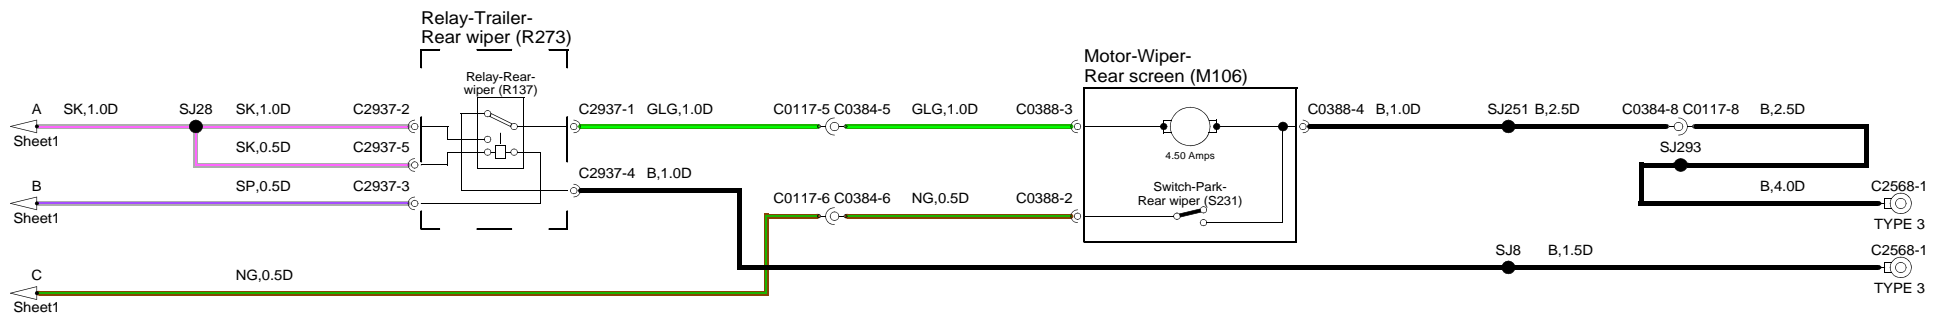 Relay-Trailer-
Rear wiper (R273)
Motor-Wiper-
Rear screen (M106)
Relay-Rear-
wiper (R137)
A SK,1.0D SJ28 SK,1.0D C2937-2 C2937-1 GLG,1.0D C0117-5 C0384-5 GLG,1.0D C0388-3 C0388-4 B,1.0D SJ251 B,2.5D C0384-8 C0117-8 B,2.5D
Sheet1
SK,0.5D C2937-5 4.50 Amps SJ293
C2937-4 B,1.0D
B SP,0.5D C2937-3 Switch-Park- B,4.0D C2568-1
C0117-6 C0384-6 NG,0.5D C0388-2 Rear wiper (S231)
Sheet1 TYPE 3
SJ8 B,1.5D C2568-1
C NG,0.5D
TYPE 3
Sheet1